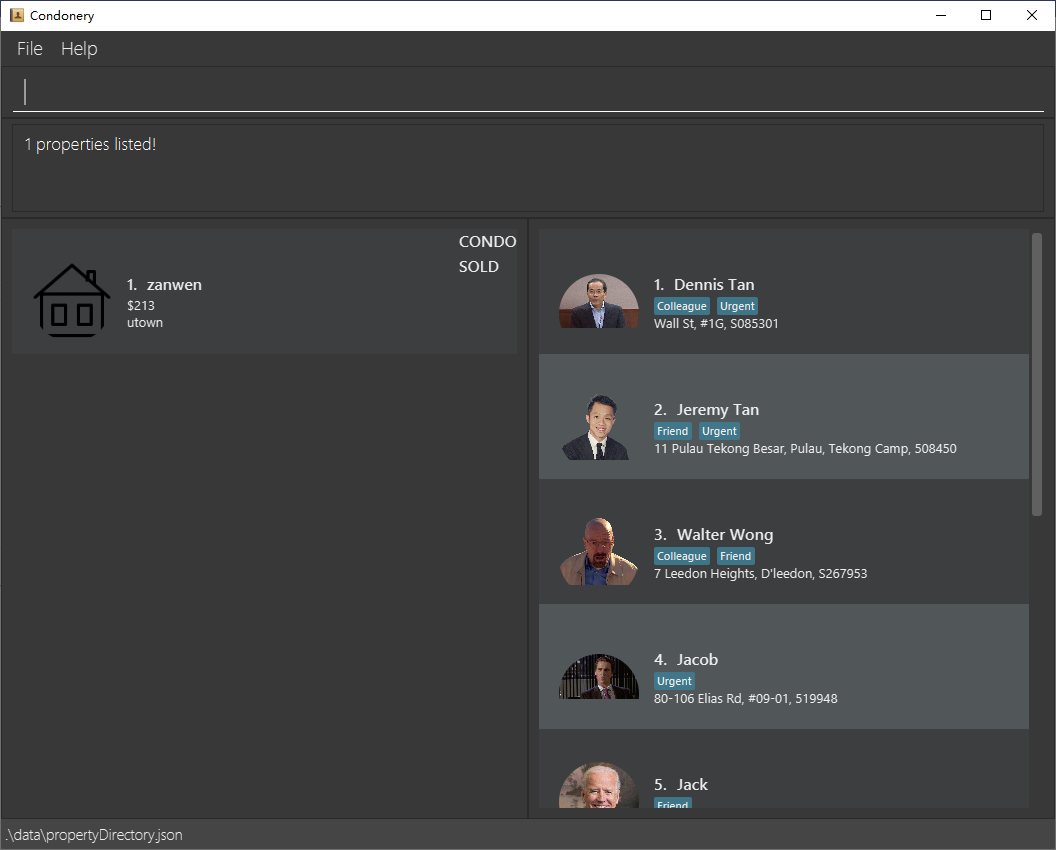 Condonery
File Help
1 properties listed!
CONDO
SOLD
1. zanwen
$213
utown
1. Dennis Tan
Colleague Urgent
Wall St, #1G, S085301
2. Jeremy Tan
Friend Urgent
11 Pulau Tekong Besar, Pulau, Tekong Camp, 508450
3. Walter Wong
Colleague Friend
7 Leedon Heights, D'leedon, S267953
4. Jacob
Urgent
80-106 Elias Rd, #09-01, 519948
5. Jack
Friend
.\data\propertyDirectory.json